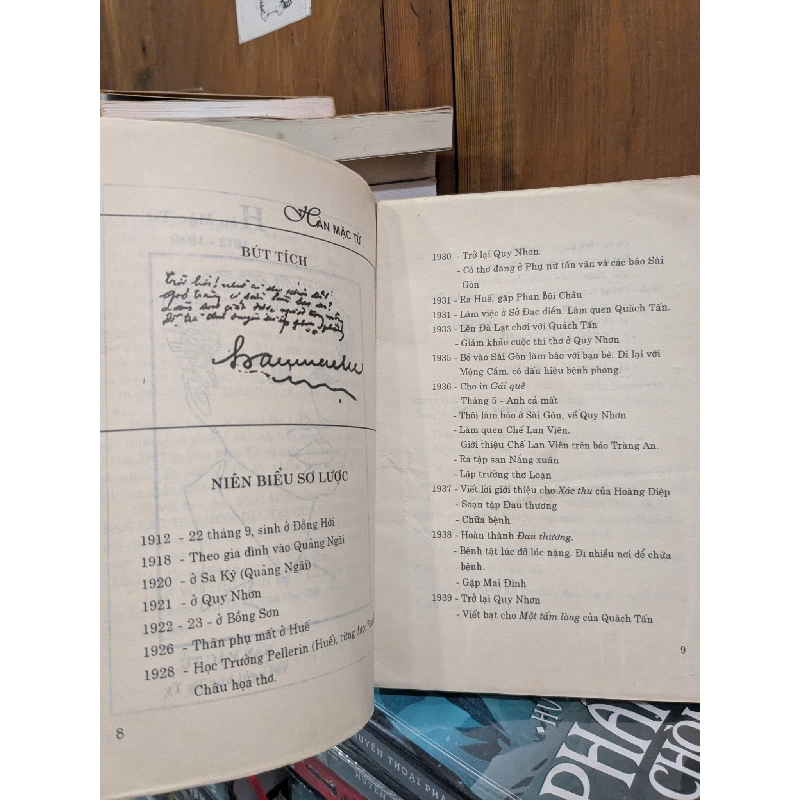 HÀN MẶC TỬ
BÚT TÍCH
NIÊN BIỂU SƠ LƯỢC
1912 - 22 tháng 9, sinh ở Đồng Hới
1918 - Theo gia đình vào Quảng Ngãi
1920 - ở Sa Kỳ (Quảng Ngãi)
1921 - ở Quy Nhơn
1922 - 23 - ở Bồng Sơn
1926 - Thân phụ mất ở Huế
1928 - Học Trường Pellerin (Huế), từng được
Châu họa thơ.
8
1930 - Trở lại Quy Nhơn.
- Có thơ đăng ở Phụ nữ tân văn và các báo Sài
Gòn
1931 - Ra Huế, gặp Phan Bội Châu
1931 - Làm việc ở Sở Đạc điền. Làm quen Quách Tấn.
1933 - Lên Đà Lạt chơi với Quách Tấn
- Giám khảo cuộc thi thơ ở Quy Nhơn
1935 - Bỏ vào Sài Gòn làm báo với bạn bè. Đi lại với
Mộng Cầm, có dấu hiệu bệnh phong.
1936 - Cho in Gái quê
- Tháng 5 - Anh cả mất
- Thôi làm báo ở Sài Gòn, về Quy Nhơn
- Làm quen Chế Lan Viên.
Giới thiệu Chế Lan Viên trên báo Tràng An.
- Ra tập san Nắng xuân
- Lập trường thơ Loạn
1937 - Viết lời giới thiệu cho Xác thu của Hoàng Diệp
- Soạn tập Đau thương
- Chữa bệnh
1938 - Hoàn thành Đau thương.
- Bệnh tật lúc đỡ lúc nặng. Đi nhiều nơi để chữa
bệnh.
- Gặp Mai Đình
1939 - Trở lại Quy Nhơn
- Viết bạt cho Một tấm lòng của Quách Tấn
9